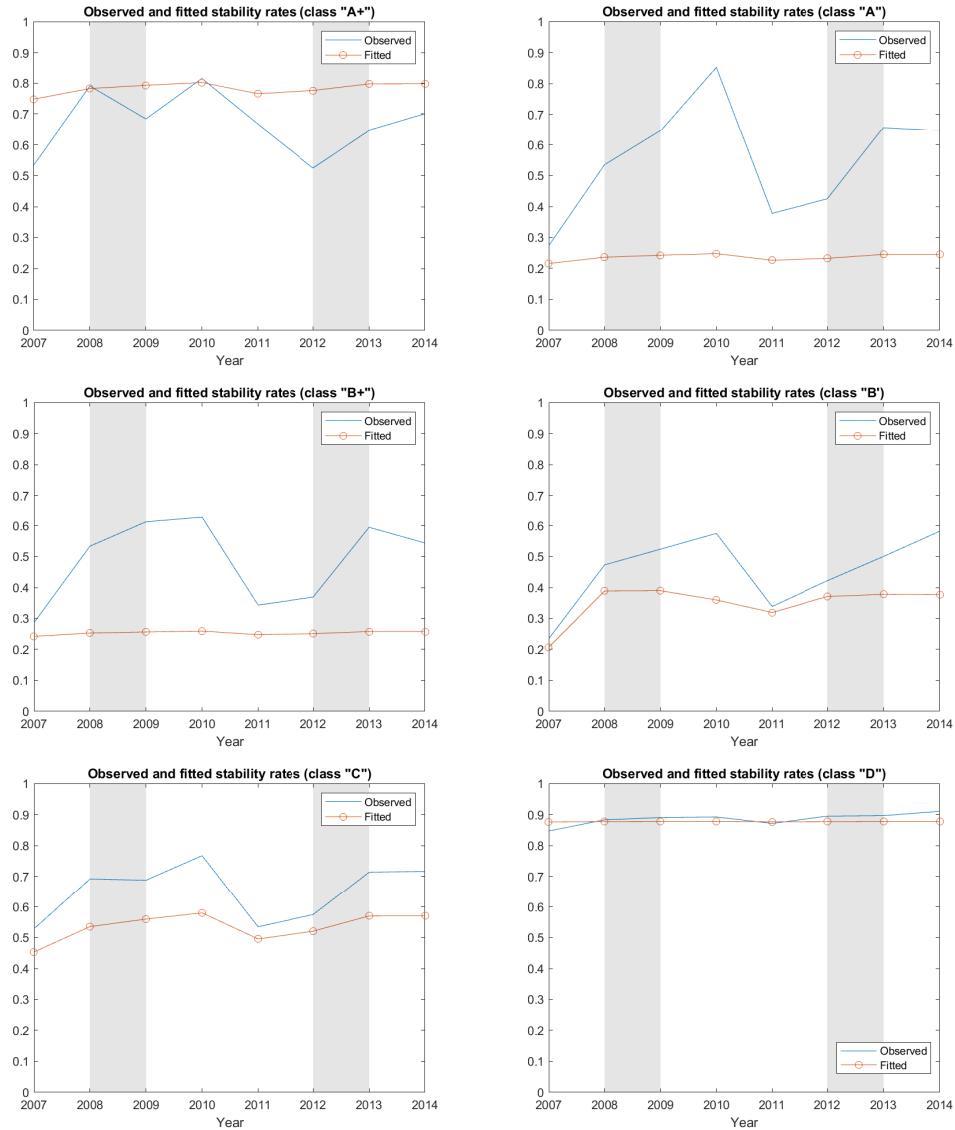 Observed and fitted stability rates (class "A+")
1
0.9
0.8
0.7
0.6
0.5
0.4
0.3
0.2
0.1
0
2007 2008 2009 2010 2011 2012 2013 2014
Year
Observed
Fitted
Observed and fitted stability rates (class "A")
1
0.9
0.8
0.7
0.6
0.5
0.4
0.3
0.2
0.1
0
2007 2008 2009 2010 2011 2012 2013 2014
Year
Observed
Fitted
Observed and fitted stability rates (class "B+")
1
0.9
0.8
0.7
0.6
0.5
0.4
0.3
0.2
0.1
0
2007 2008 2009 2010 2011 2012 2013 2014
Year
Observed
Fitted
Observed and fitted stability rates (class "B')
1
0.9
0.8
0.7
0.6
0.5
0.4
0.3
0.2
0.1
0
2007 2008 2009 2010 2011 2012 2013 2014
Year
Observed
Fitted
Observed and fitted stability rates (class "C")
1
0.9
0.8
0.7
0.6
0.5
0.4
0.3
0.2
0.1
0
2007 2008 2009 2010 2011 2012 2013 2014
Year
Observed
Fitted
Observed and fitted stability rates (class "D")
1
0.9
0.8
0.7
0.6
0.5
0.4
0.3
0.2
0.1
0
2007 2008 2009 2010 2011 2012 2013 2014
Year
Observed
Fitted